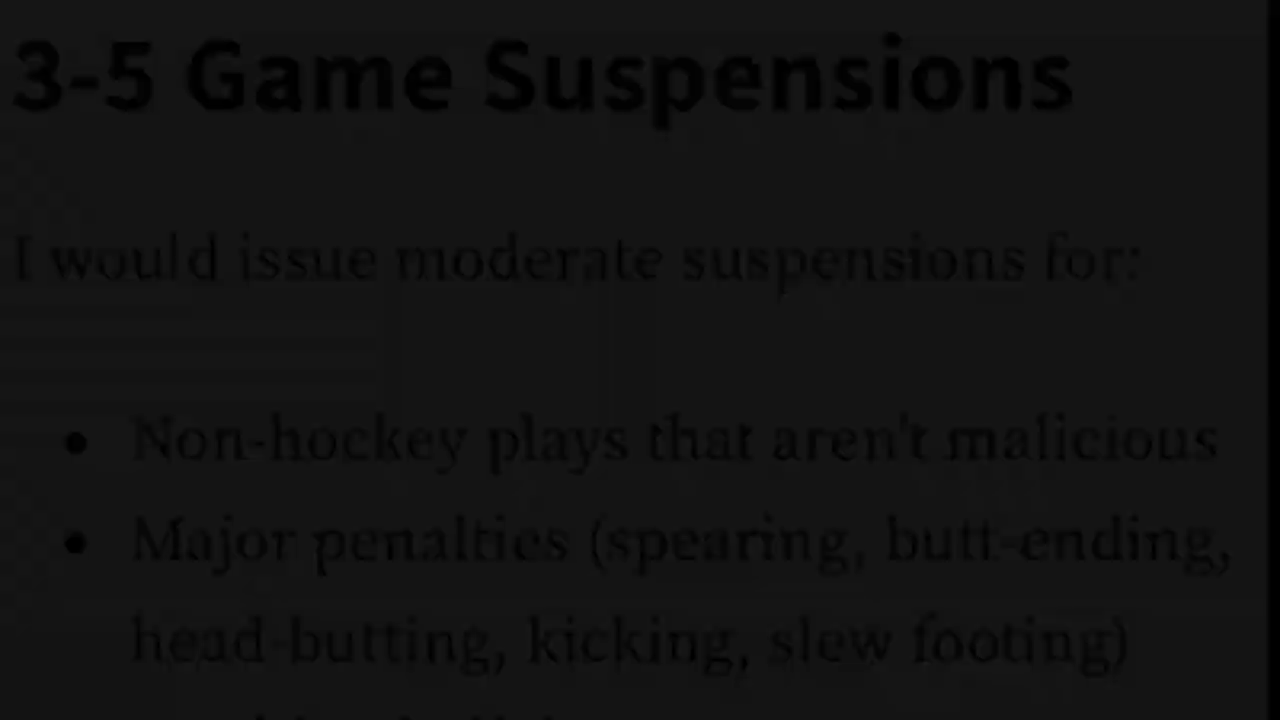 3-5 Game Suspensions
I would issue moderate suspensions for:
• Non-hockey plays that aren't malicious
• Major penalties (spearing, butt-ending,
head-butting, kicking, slew footing)